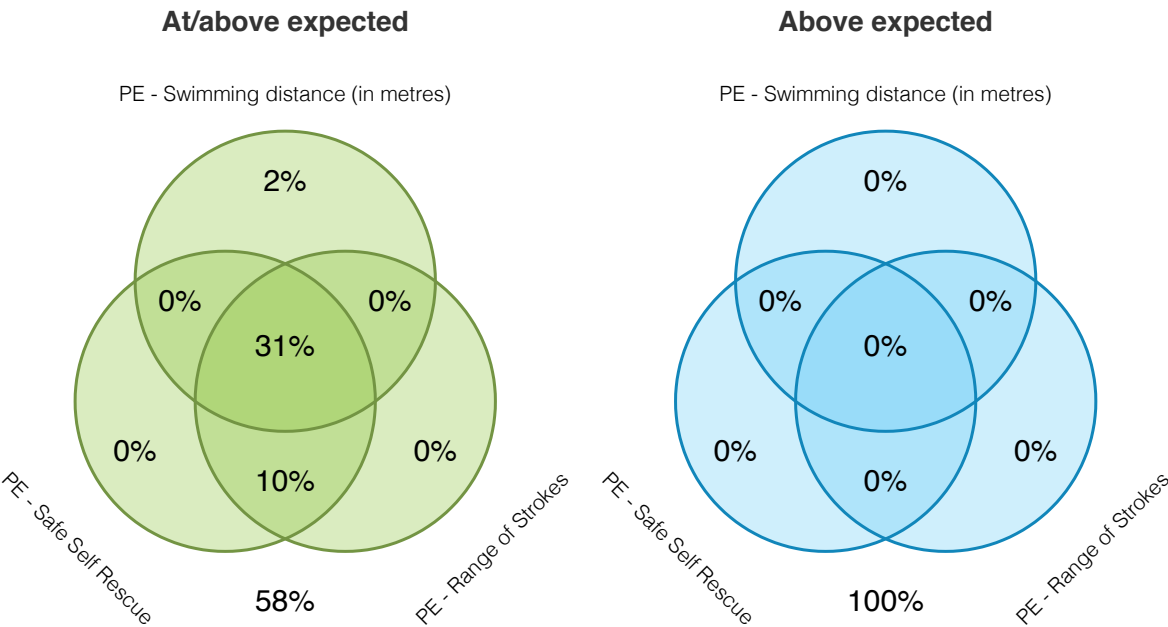 At/above expected
PE - Swimming distance (in metres)
2%
0%
0%
31%
0%
0%
10%
PE - Safe Self Rescue
PE - Range of Strokes
58%
Above expected
PE - Swimming distance (in metres)
0%
0%
0%
0%
0%
0%
0%
PE - Safe Self Rescue
PE - Range of Strokes
100%